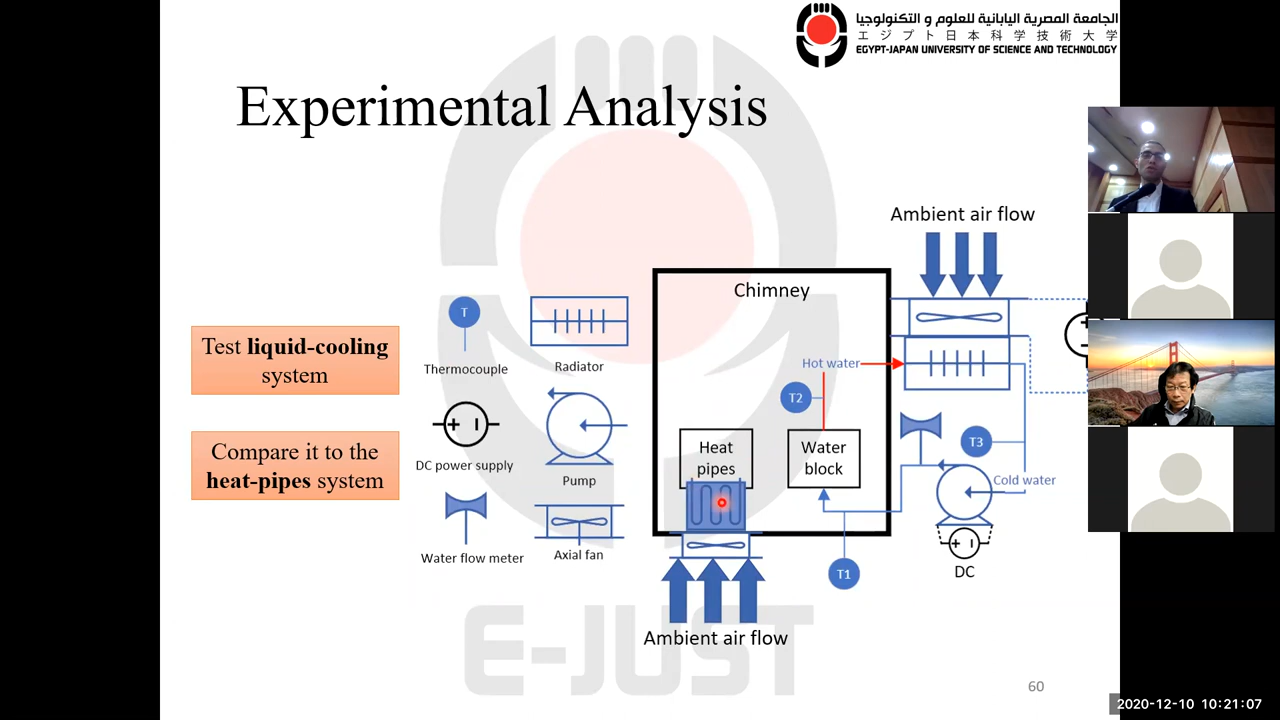 الجامعة المصرية اليابانية للعلوم و التكنولوجيا
エジプト日本科学技術大学
EGYPT-JAPAN UNIVERSITY OF SCIENCE AND TECHNOLOGY
Experimental Analysis
Test liquid-cooling
system
Compare it to the
heat-pipes system
T
Thermocouple
Radiator
DC power supply
Pump
Water flow meter
Axial fan
Ambient air flow
Chimney
Hot water
T2
Heat
pipes
Water
block
T3
Cold water
DC
T1
Ambient air flow
E-JUST
60
2020-12-10 10:21:07